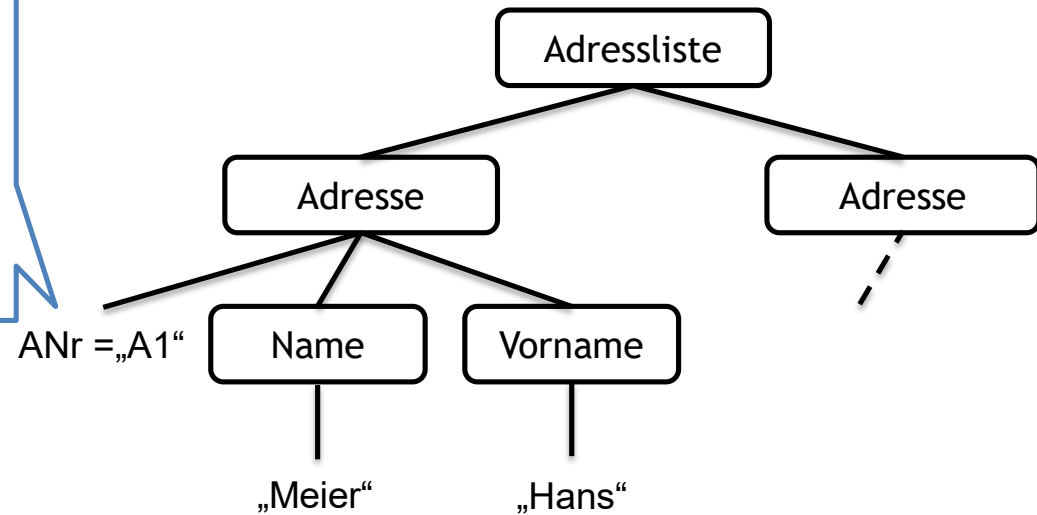 Adressliste
Adresse Adresse
ANr =„A1“ Name Vorname
„Meier“ „Hans“